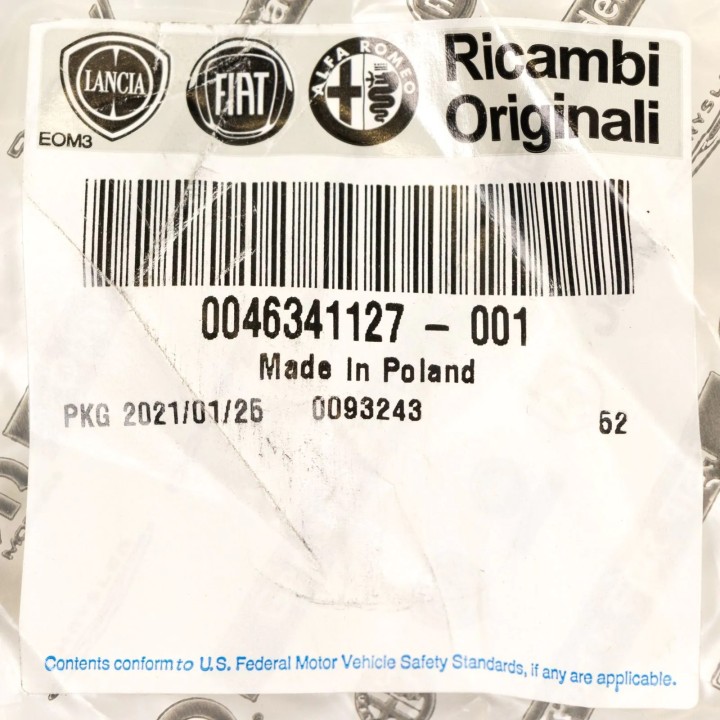 LANCIA
FIAT
ALFA ROMEO
Ricambi
Originali
EOM3
0046341127 - 001
Made In Poland
PKG 2021/01/25 0093243 52
Contents conform to U.S. Federal Motor Vehicle Safety Standards, if any are applicable.